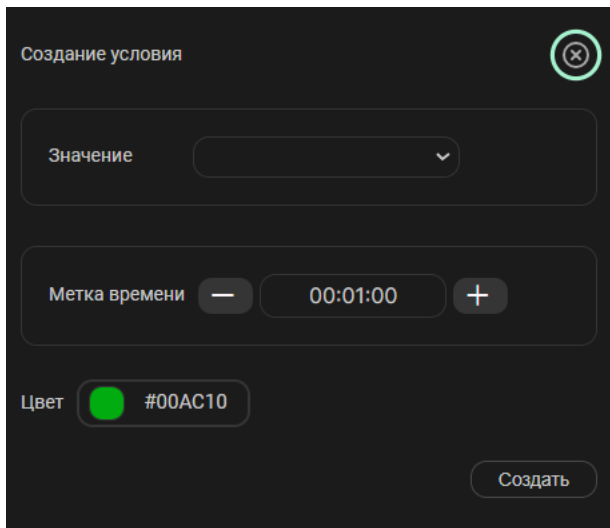 Создание условия
Значение
Метка времени — 00:01:00 +
Цвет #00AC10
Создать